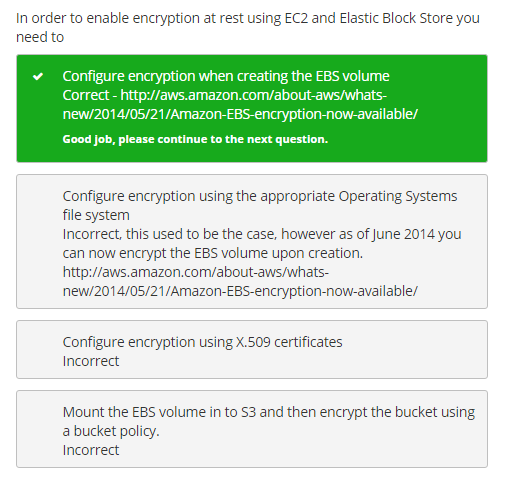 In order to enable encryption at rest using EC2 and Elastic Block Store you
need to
Configure encryption when creating the EBS volume
Correct - http://aws.amazon.com/about-aws/whats-
new/2014/05/21/Amazon-EBS-encryption-now-available/
Good job, please continue to the next question.
Configure encryption using the appropriate Operating Systems
file system
Incorrect, this used to be the case, however as of June 2014 you
can now encrypt the EBS volume upon creation.
http://aws.amazon.com/about-aws/whats-
new/2014/05/21/Amazon-EBS-encryption-now-available/
Configure encryption using X.509 certificates
Incorrect
Mount the EBS volume in to S3 and then encrypt the bucket using
a bucket policy.
Incorrect